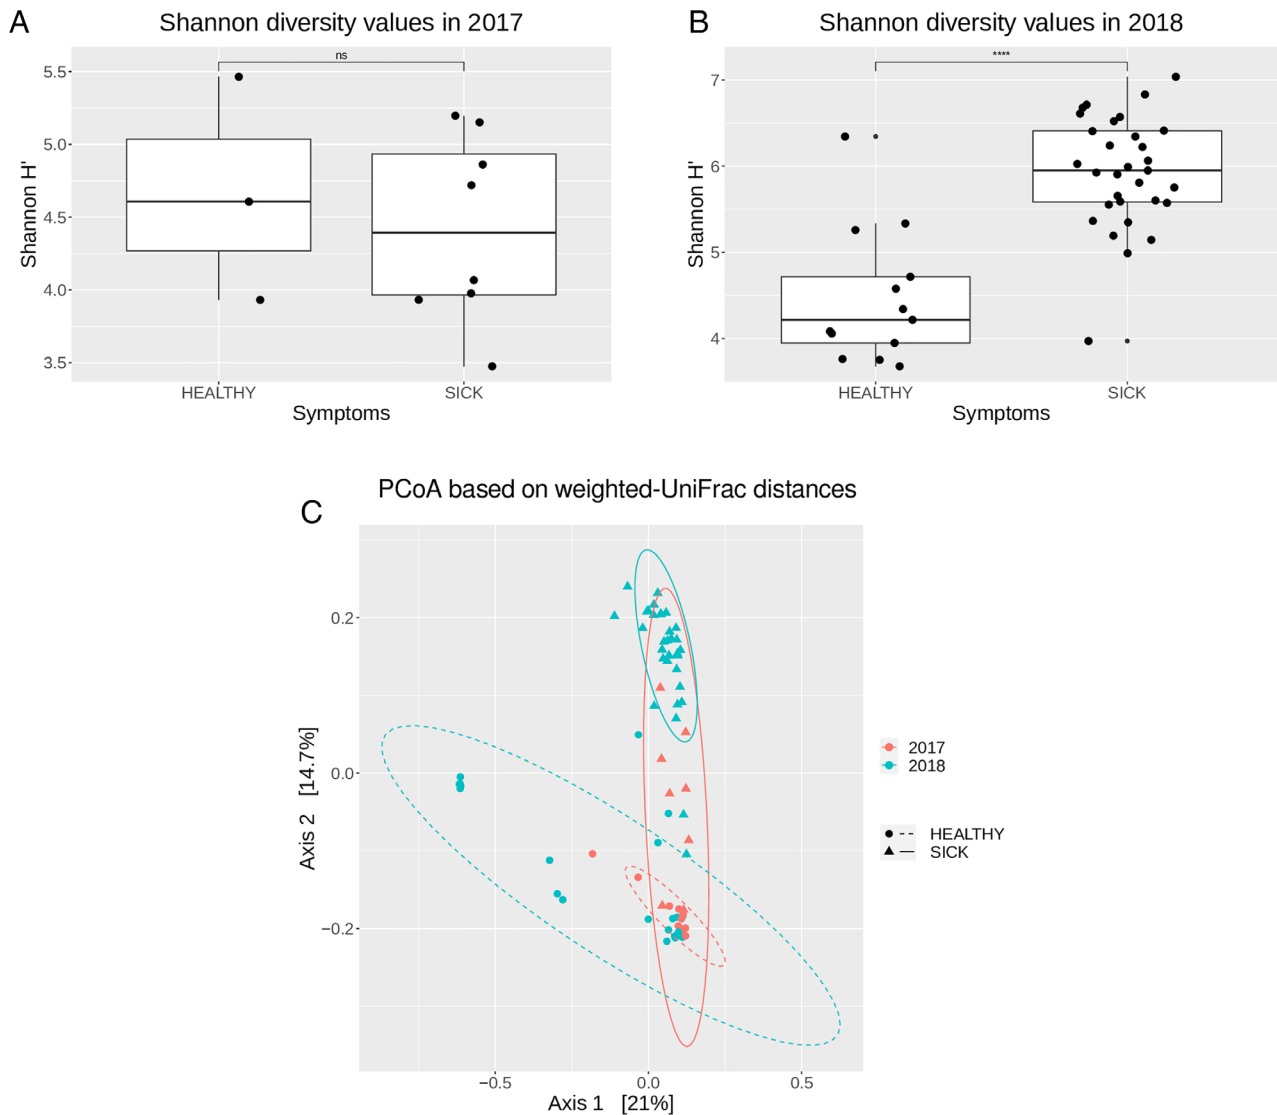 A
Shannon diversity values in 2017
ns
5.5
5.0
4.5
4.0
3.5
Shannon H'
HEALTHY
SICK
Symptoms
B
Shannon diversity values in 2018
****
7
6
5
4
Shannon H'
HEALTHY
SICK
Symptoms
C
PCoA based on weighted-UniFrac distances
0.2
0.0
−0.2
Axis 2 [14.7%]
−0.5
0.0
0.5
Axis 1 [21%]
2017
2018
HEALTHY
SICK